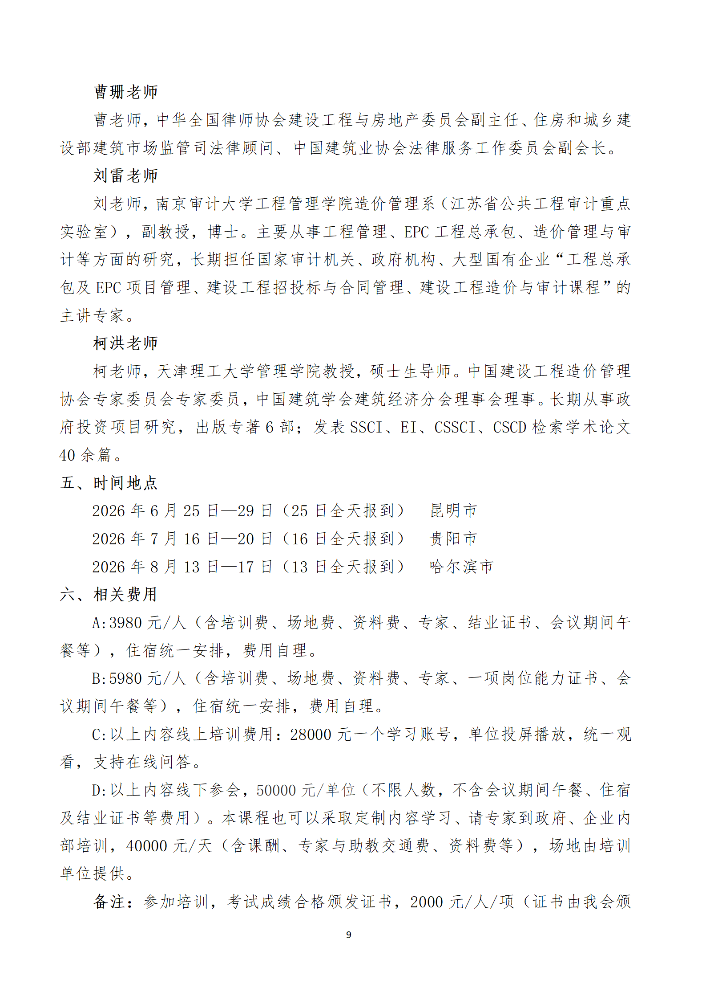 曹珊老师
曹老师，中华全国律师协会建设工程与房地产委员会副主任、住房和城乡建
设部建筑市场监管司法律顾问、中国建筑业协会法律服务工作委员会副会长。
刘雷老师
刘老师，南京审计大学工程管理学院造价管理系（江苏省公共工程审计重点
实验室），副教授，博士。主要从事工程管理、EPC 工程总承包、造价管理与审
计等方面的研究，长期担任国家审计机关、政府机构、大型国有企业“工程总承
包及 EPC 项目管理、建设工程招投标与合同管理、建设工程造价与审计课程”的
主讲专家。
柯洪老师
柯老师，天津理工大学管理学院教授，硕士生导师。中国建设工程造价管理
协会专家委员会专家委员，中国建筑学会建筑经济分会理事会理事。长期从事政
府投资项目研究，出版专著 6 部；发表 SSCI、EI、CSSCI、CSCD 检索学术论文
40 余篇。
五、时间地点
2026 年 6 月 25 日—29 日（25 日全天报到） 昆明市
2026 年 7 月 16 日—20 日（16 日全天报到） 贵阳市
2026 年 8 月 13 日—17 日（13 日全天报到） 哈尔滨市
六、相关费用
A:3980 元/人（含培训费、场地费、资料费、专家、结业证书、会议期间午
餐等），住宿统一安排，费用自理。
B:5980 元/人（含培训费、场地费、资料费、专家、一项岗位能力证书、会
议期间午餐等），住宿统一安排，费用自理。
C:以上内容线上培训费用：28000 元一个学习账号，单位投屏播放，统一观
看，支持在线问答。
D:以上内容线下参会，50000 元/单位（不限人数，不含会议期间午餐、住宿
及结业证书等费用）。本课程也可以采取定制内容学习、请专家到政府、企业内
部培训，40000 元/天（含课酬、专家与助教交通费、资料费等），场地由培训
单位提供。
备注：参加培训，考试成绩合格颁发证书，2000 元/人/项（证书由我会颁
9